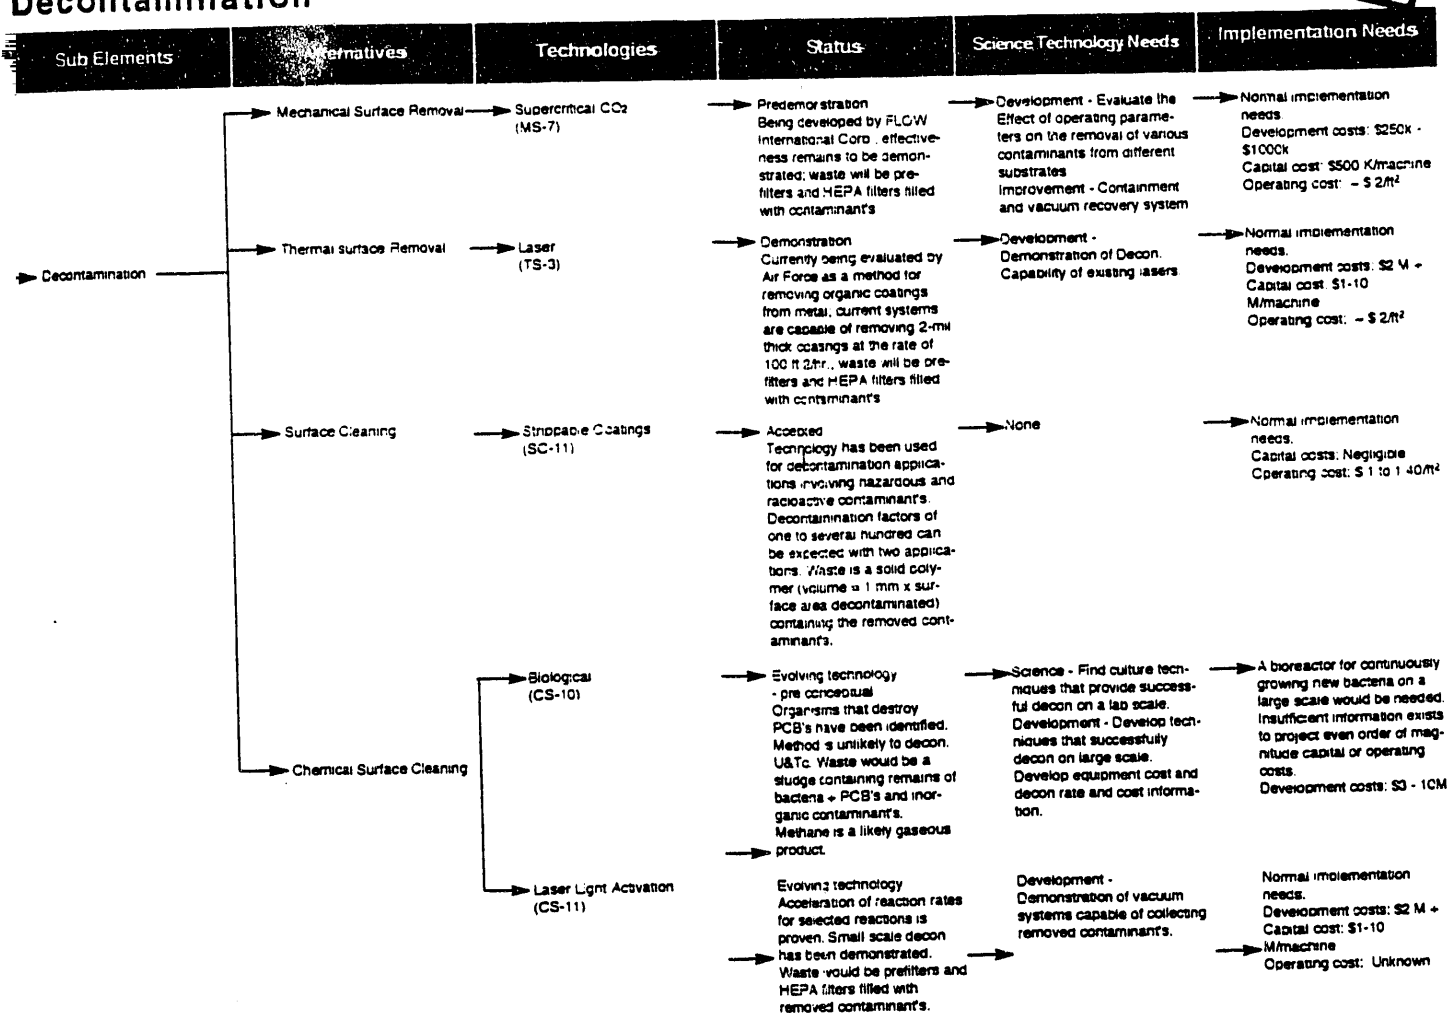 Decontamination
Sub Elements
Alternatives
Technologies
Status
Science Technology Needs
Implementation Needs
Decontamination
Mechanical Surface Removal
Supercritical CO2
(MS-7)
Predemonstration
Being developed by FLOW
International Corp., effective-
ness remains to be demon-
strated; waste will be pre-
filters and HEPA filters filled
with contaminant's
Development - Evaluate the
Effect of operating parame-
ters on the removal of various
contaminants from different
substrates
Improvement - Containment
and vacuum recovery system
Normal implementation
needs.
Development costs: $250k -
$1000k
Capital cost: $500 K/machine
Operating cost: ~ $ 2/ft²
Thermal surface Removal
Laser
(TS-3)
Demonstration
Currently being evaluated by
Air Force as a method for
removing organic coatings
from metal; current systems
are capable of removing 2-mil
thick coatings at the rate of
100 ft 2/hr., waste will be pre-
filters and HEPA filters filled
with contaminant's
Development -
Demonstration of Decon.
Capability of existing lasers.
Normal implementation
needs.
Development costs: $2 M +
Capital cost: $1-10
M/machine
Operating cost: ~ $ 2/ft²
Surface Cleaning
Strippable Coatings
(SC-11)
Accepted
Technology has been used
for decontamination applica-
tions involving hazardous and
radioactive contaminant's.
Decontamination factors of
one to several hundred can
be expected with two applica-
tions. Waste is a solid poly-
mer (volume = 1 mm x sur-
face area decontaminated)
containing the removed cont-
aminant's.
None
Normal implementation
needs.
Capital costs: Negligible
Operating cost: $ 1 to 1.40/ft²
Chemical Surface Cleaning
Biological
(CS-10)
Evolving technology
- pre conceptual
Organisms that destroy
PCB's have been identified.
Method is unlikely to decon.
U&Tc. Waste would be a
sludge containing remains of
bacteria + PCB's and inor-
ganic contaminant's.
Methane is a likely gaseous
product.
Science - Find culture tech-
niques that provide success-
ful decon on a lab scale.
Development - Develop tech-
niques that successfully
decon on large scale.
Develop equipment cost and
decon rate and cost informa-
tion.
A bioreactor for continuously
growing new bacteria on a
large scale would be needed.
Insufficient information exists
to project even order of mag-
nitude capital or operating
costs.
Development costs: $3 - 10M
Laser Light Activation
(CS-11)
Evolving technology
Acceleration of reaction rates
for selected reactions is
proven. Small scale decon
has been demonstrated.
Waste would be prefilters and
HEPA filters filled with
removed contaminant's.
Development -
Demonstration of vacuum
systems capable of collecting
removed contaminant's.
Normal implementation
needs.
Development costs: $2 M +
Capital cost: $1-10
M/machine
Operating cost: Unknown